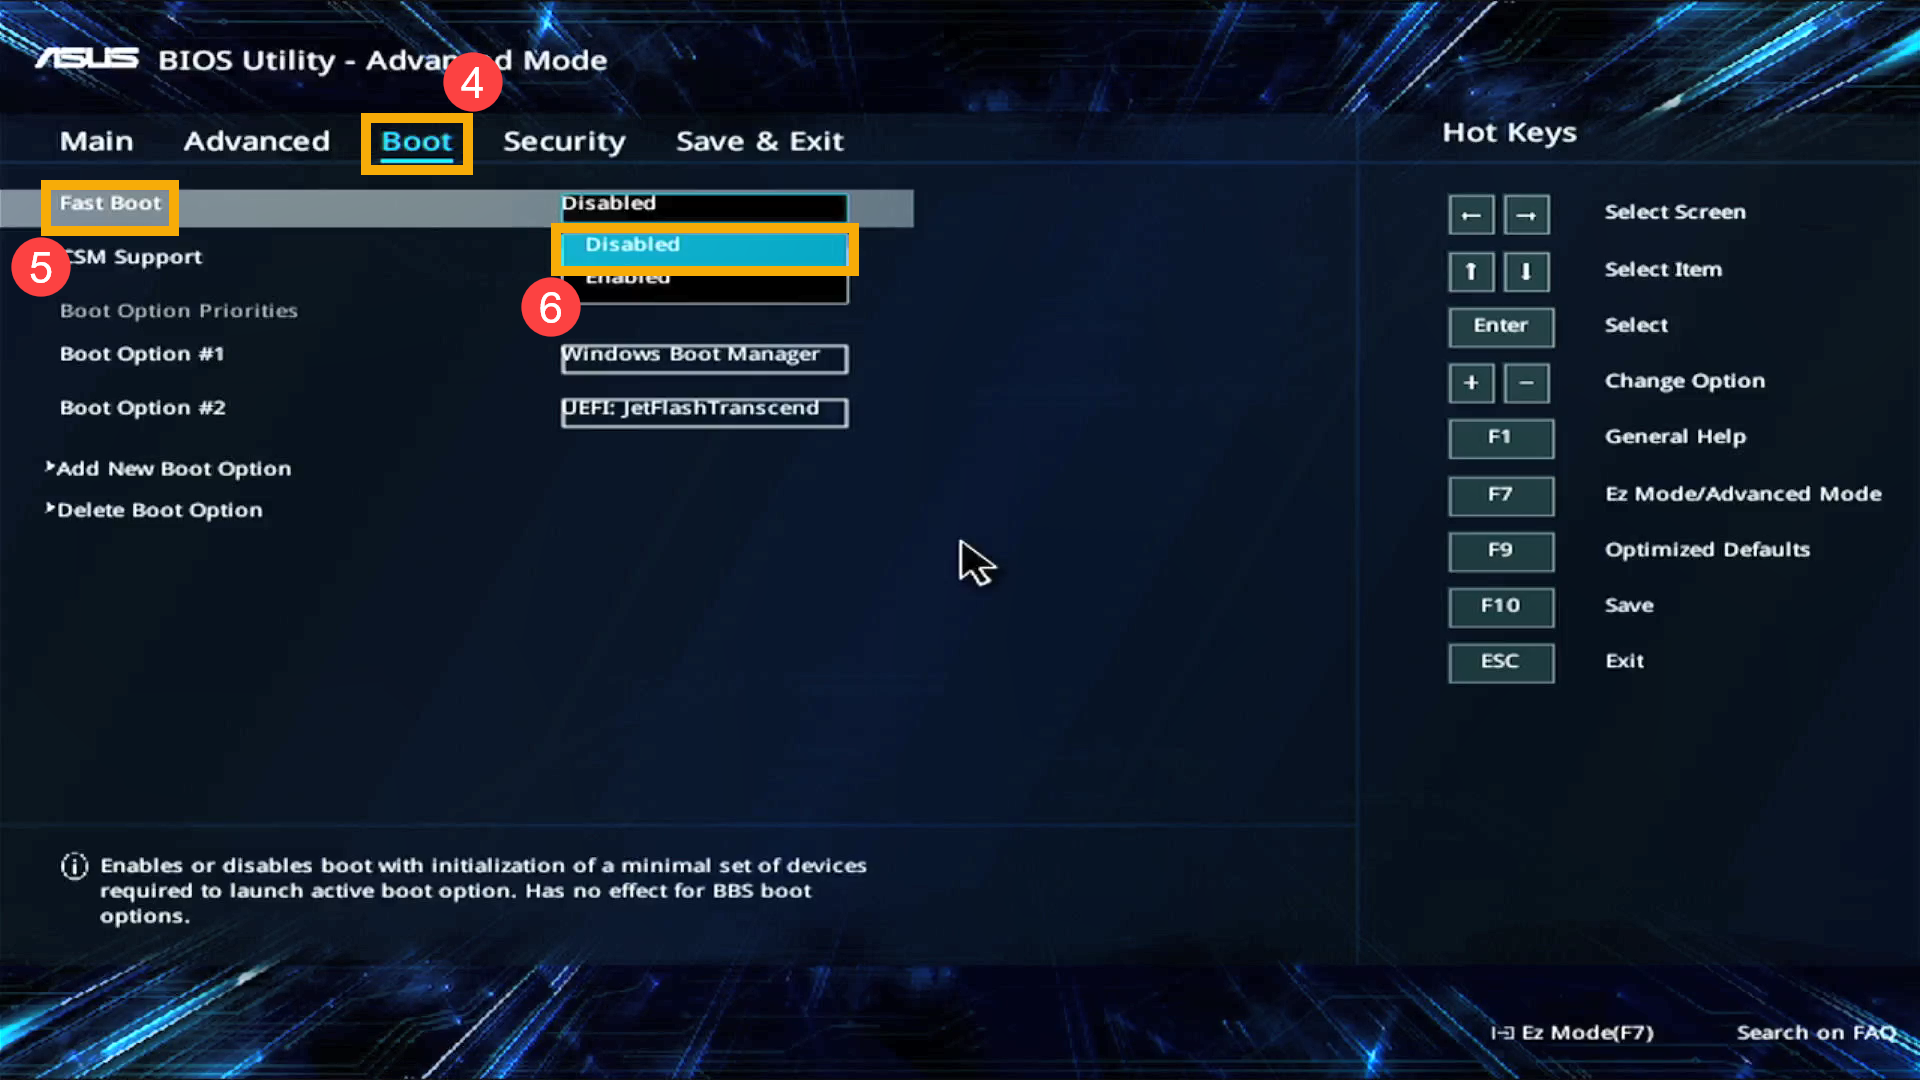 ASUS BIOS Utility - Advanced Mode
4
Main Advanced Boot Security Save & Exit
Fast Boot Disabled
Disabled
5
CSM Support
Enabled
6
Boot Option Priorities
Boot Option #1 Windows Boot Manager
Boot Option #2 UEFI: JetFlashTranscend
Add New Boot Option
Delete Boot Option
Hot Keys
← → Select Screen
↑ ↓ Select Item
Enter Select
+ − Change Option
F1 General Help
F7 Ez Mode/Advanced Mode
F9 Optimized Defaults
F10 Save
ESC Exit
Enables or disables boot with initialization of a minimal set of devices
required to launch active boot option. Has no effect for BBS boot
options.
Ez Mode(F7) Search on FAQ